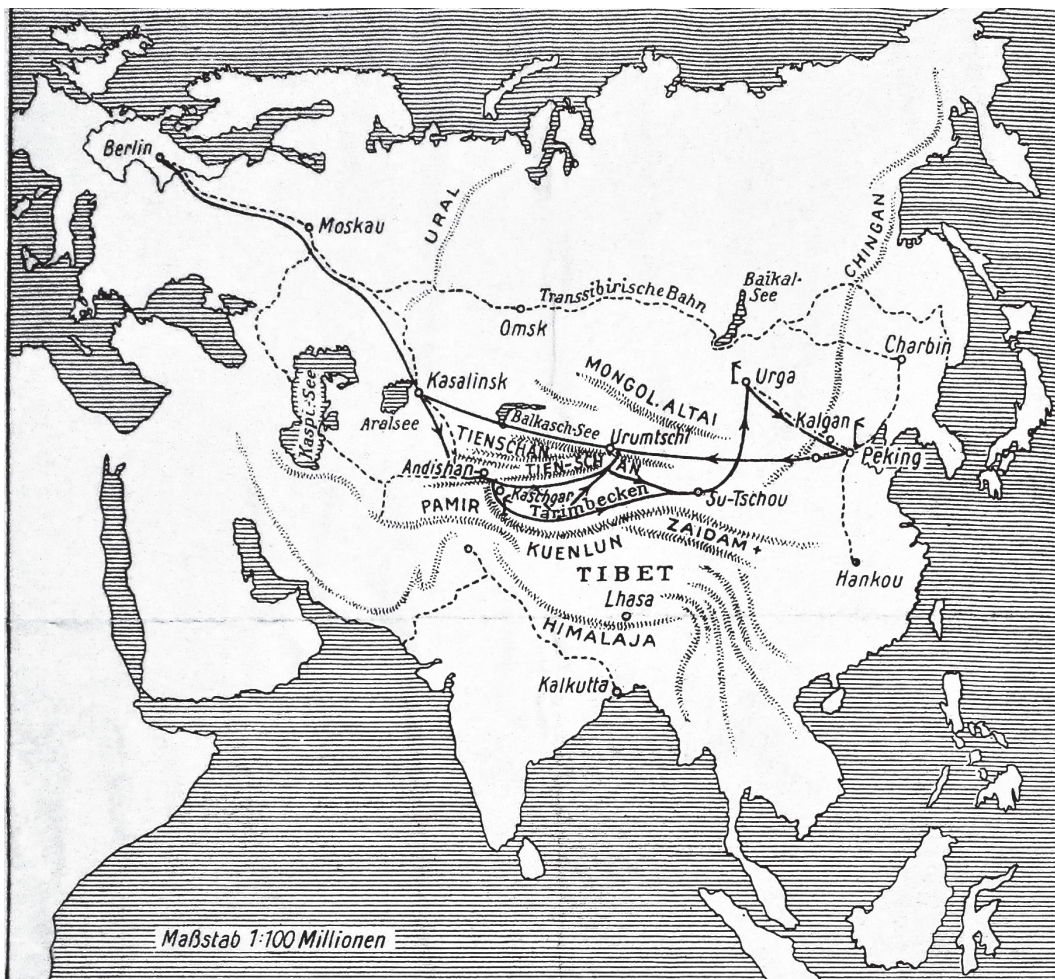 Berlin
Moskau
URAL
CHINGAN
Baïkal-
See
Transsibirische Bahn
Omsk
Charbin
MONGOL. ALTAI
Urga
Kasalinsk
Kalgan
Kaspi-See
Aralsee
Balkasch-See
Urumtschi
Peking
TIENSCHAN
TIEN-SCHAN
Andishan
Kaschgar
Tarimbecken
Su-Tschou
PAMIR
ZAIDAM
KUENLUN
TIBET
Hankou
Lhasa
HIMALAJA
Kalkutta
Maßstab 1:100 Millionen